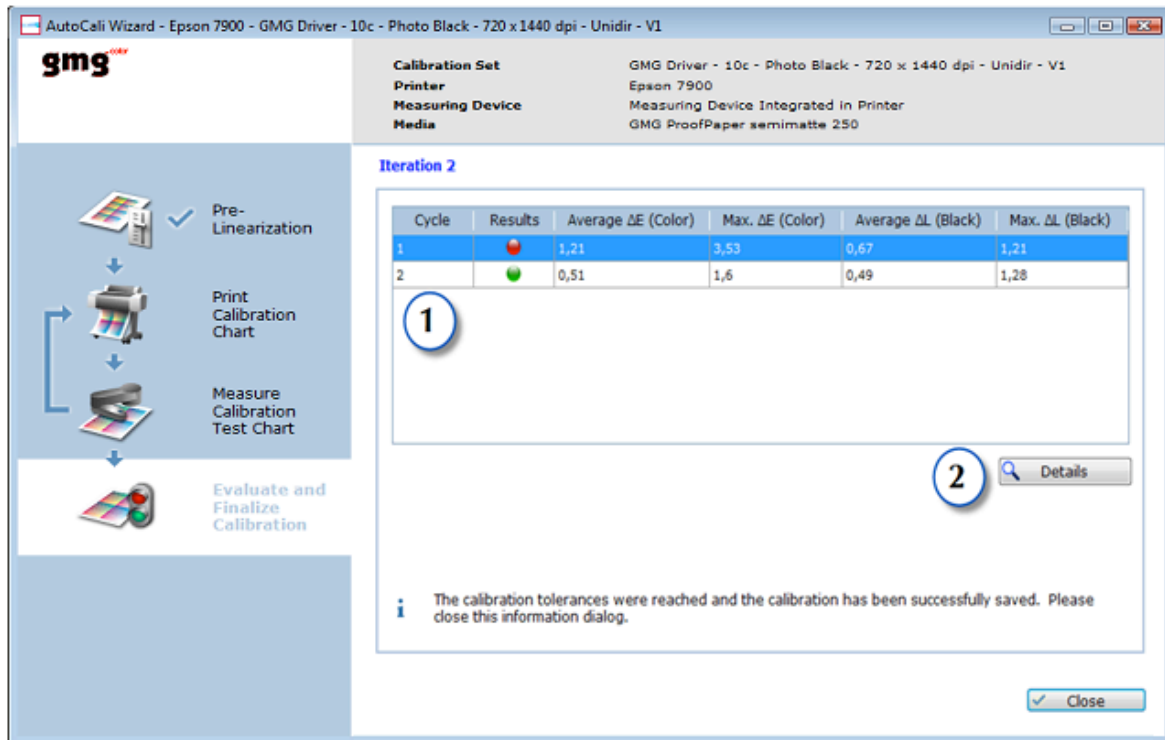 AutoCali Wizard - Epson 7900 - GMG Driver - 10c - Photo Black - 720 x 1440 dpi - Unidir - V1
gmg color
Calibration Set GMG Driver - 10c - Photo Black - 720 x 1440 dpi - Unidir - V1
Printer Epson 7900
Measuring Device Measuring Device Integrated in Printer
Media GMG ProofPaper semimatte 250
Pre-
Linearization
Print
Calibration
Chart
Measure
Calibration
Test Chart
Evaluate and
Finalize
Calibration
Iteration 2
Cycle Results Average ΔE (Color) Max. ΔE (Color) Average ΔL (Black) Max. ΔL (Black)
1 1,21 3,53 0,67 1,21
2 0,51 1,6 0,49 1,28
1
2
Details
i The calibration tolerances were reached and the calibration has been successfully saved. Please
close this information dialog.
Close